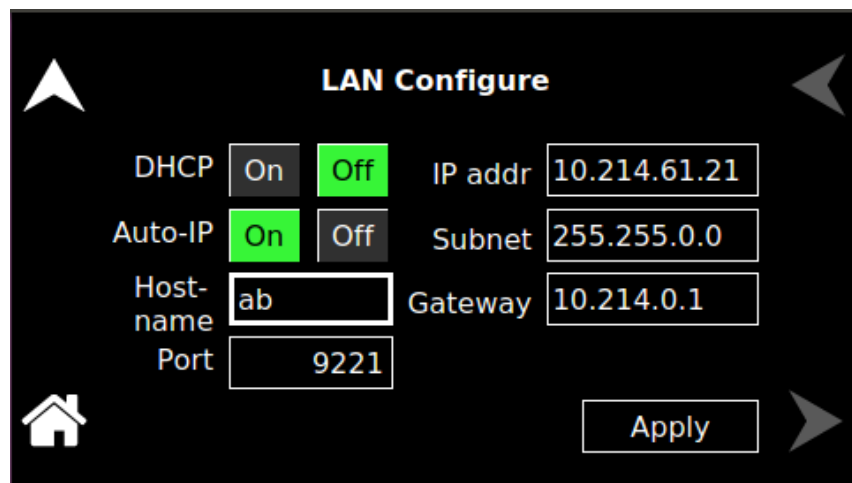 LAN Configure
DHCP On Off IP addr 10.214.61.21
Auto-IP On Off Subnet 255.255.0.0
Host-
name ab Gateway 10.214.0.1
Port 9221
Apply